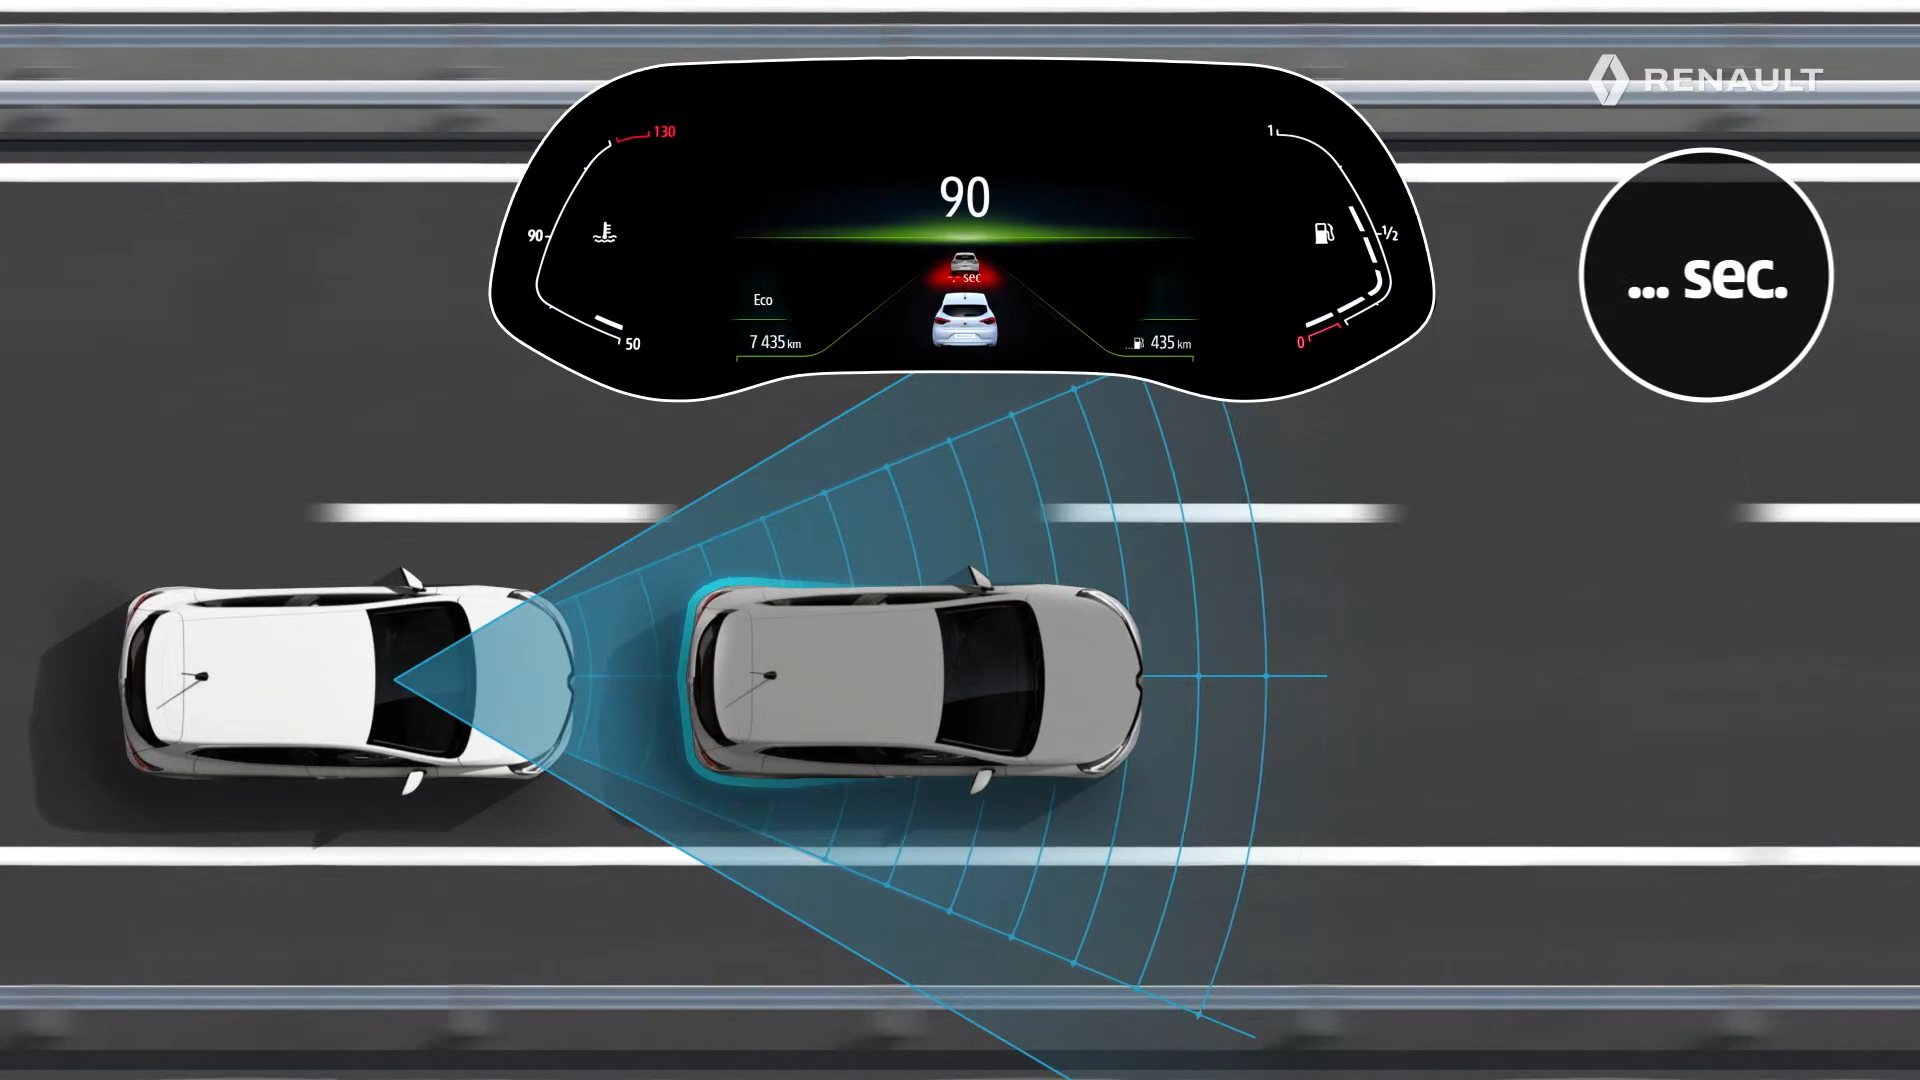 RENAULT
130
1
90
90
1/2
... sec.
-. sec
Eco
7 435 km
... 435 km
50
0